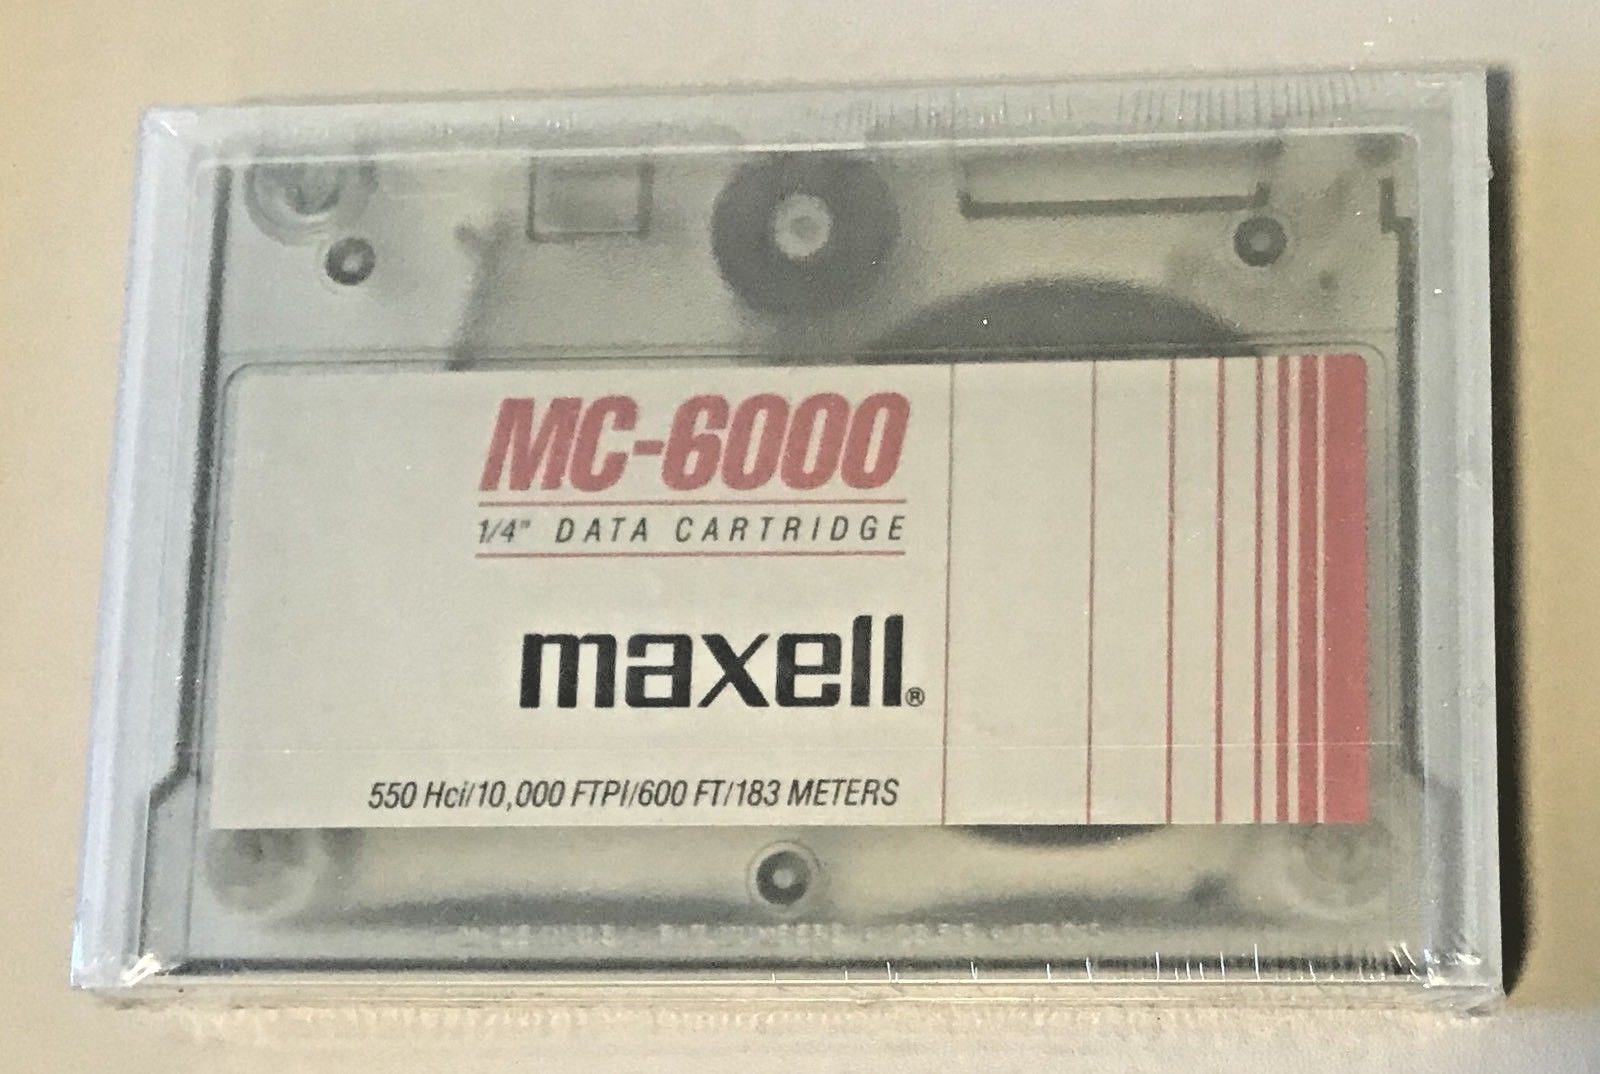 MC-6000
1/4" DATA CARTRIDGE
maxell®
550 Hci/10,000 FTPI/600 FT/183 METERS